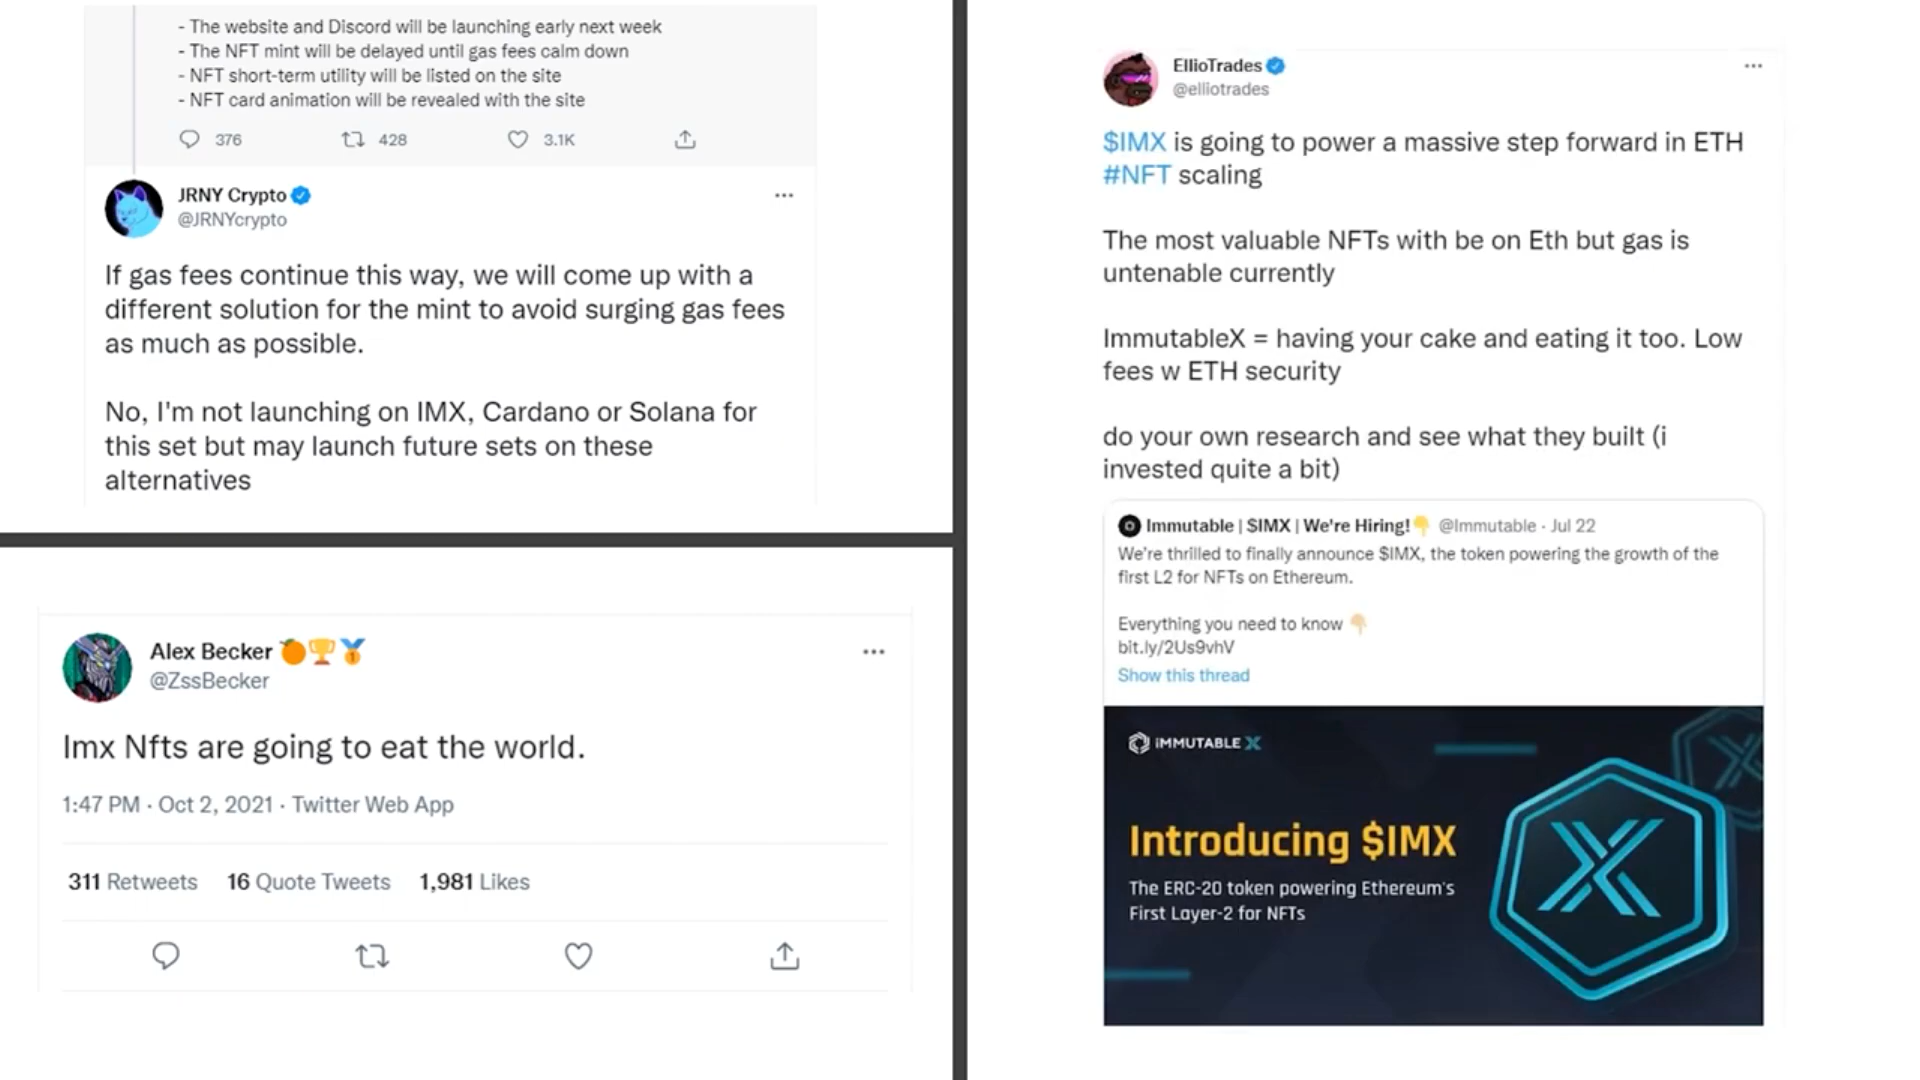 - The website and Discord will be launching early next week
- The NFT mint will be delayed until gas fees calm down
- NFT short-term utility will be listed on the site
- NFT card animation will be revealed with the site
376 428 3.1K
JRNY Crypto
@JRNYcrypto
If gas fees continue this way, we will come up with a
different solution for the mint to avoid surging gas fees
as much as possible.
No, I'm not launching on IMX, Cardano or Solana for
this set but may launch future sets on these
alternatives
Alex Becker 🍊🏆🥇
@ZssBecker
Imx Nfts are going to eat the world.
1:47 PM · Oct 2, 2021 · Twitter Web App
311 Retweets 16 Quote Tweets 1,981 Likes
EllioTrades
@elliotrades
$IMX is going to power a massive step forward in ETH
#NFT scaling
The most valuable NFTs with be on Eth but gas is
untenable currently
ImmutableX = having your cake and eating it too. Low
fees w ETH security
do your own research and see what they built (i
invested quite a bit)
Immutable | $IMX | We're Hiring!👇 @Immutable · Jul 22
We're thrilled to finally announce $IMX, the token powering the growth of the
first L2 for NFTs on Ethereum.
Everything you need to know 👇🏼
bit.ly/2Us9vhV
Show this thread
IMMUTABLE X
Introducing $IMX
The ERC-20 token powering Ethereum's
First Layer-2 for NFTs